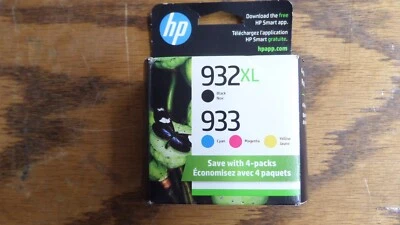 hp
Download the free
HP Smart app.
Téléchargez l'application
HP Smart gratuite.
hpapp.com
932XL
Black
Noir
933
Cyan Magenta Yellow
Jaune
Save with 4-packs
Économisez avec 4 paquets